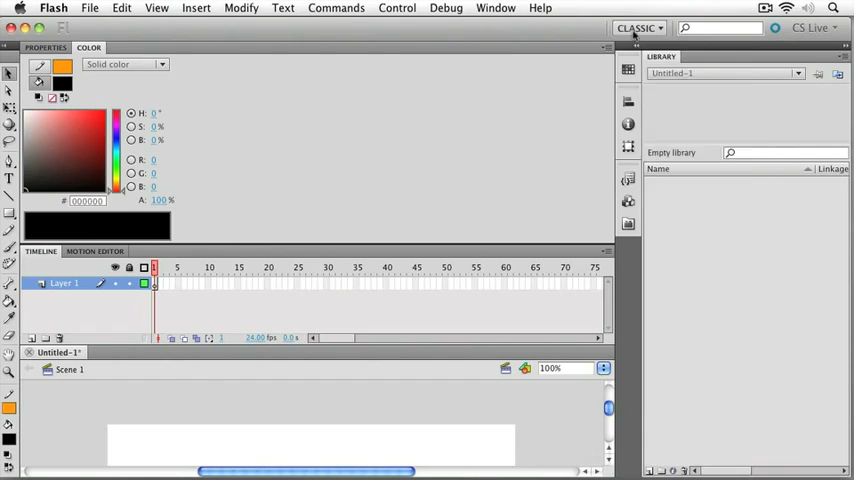 Flash File Edit View Insert Modify Text Commands Control Debug Window Help
Fl CLASSIC CS Live
PROPERTIES COLOR
LIBRARY
Solid color
Untitled-1
H: 0 °
S: 0 %
B: 0 %
R: 0
G: 0
B: 0
# 000000
A: 100 %
Empty library
Name Linkage
T
TIMELINE MOTION EDITOR
1 5 10 15 20 25 30 35 40 45 50 55 60 65 70 75
Layer 1
1 24.00 fps 0.0 s
Untitled-1*
Scene 1
100%